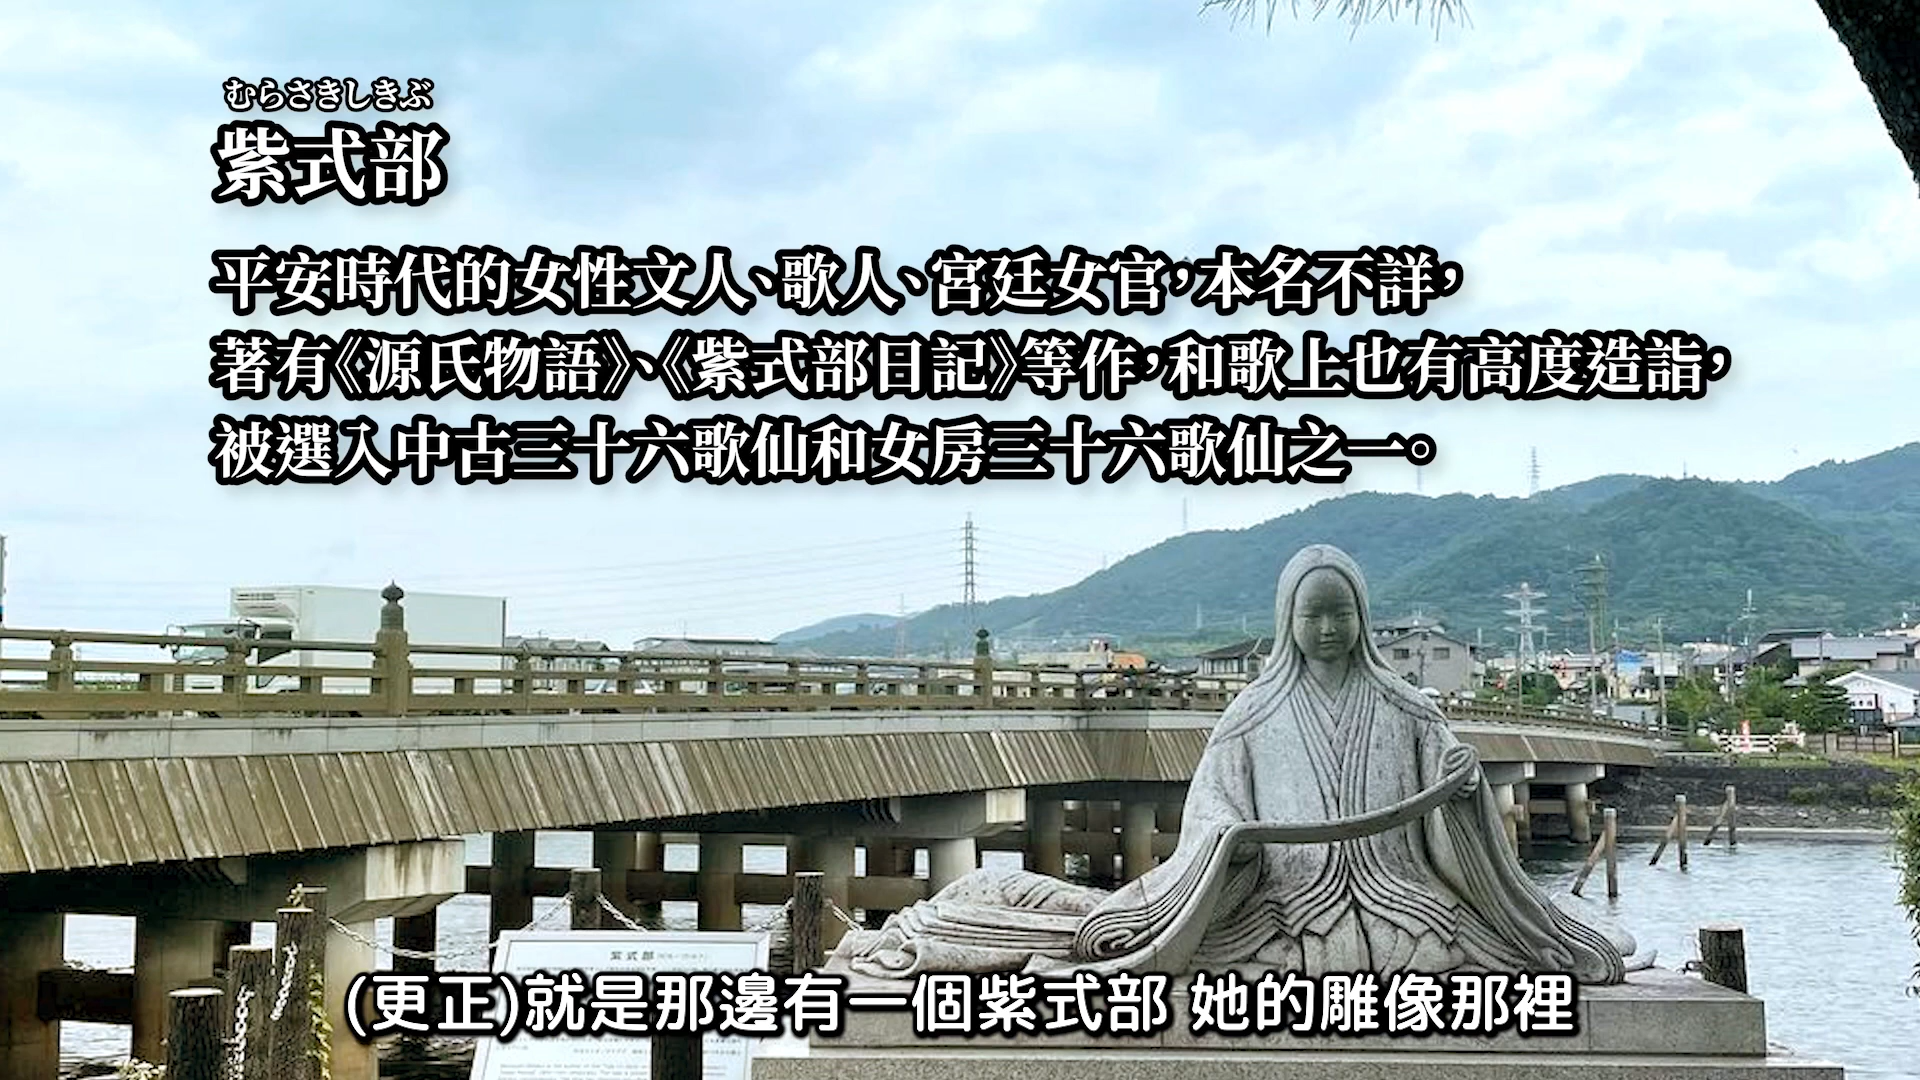 むらさきしきぶ
紫式部
平安時代的女性文人、歌人、宮廷女官，本名不詳，
著有《源氏物語》、《紫式部日記》等作，和歌上也有高度造詣，
被選入中古三十六歌仙和女房三十六歌仙之一。
紫式部
(更正)就是那邊有一個紫式部 她的雕像那裡